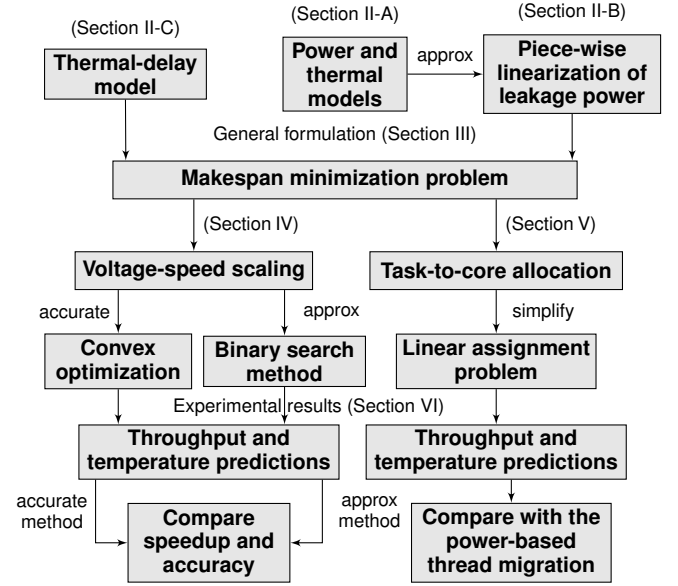 (Section II-C)
(Section II-A)
(Section II-B)
Thermal-delay
model
Power and
thermal
models
approx
Piece-wise
linearization of
leakage power
General formulation (Section III)
Makespan minimization problem
(Section IV)
(Section V)
Voltage-speed scaling
Task-to-core allocation
accurate
approx
simplify
Convex
optimization
Binary search
method
Linear assignment
problem
Experimental results (Section VI)
Throughput and
temperature predictions
Throughput and
temperature predictions
accurate
method
approx
method
Compare
speedup and
accuracy
Compare with the
power-based
thread migration